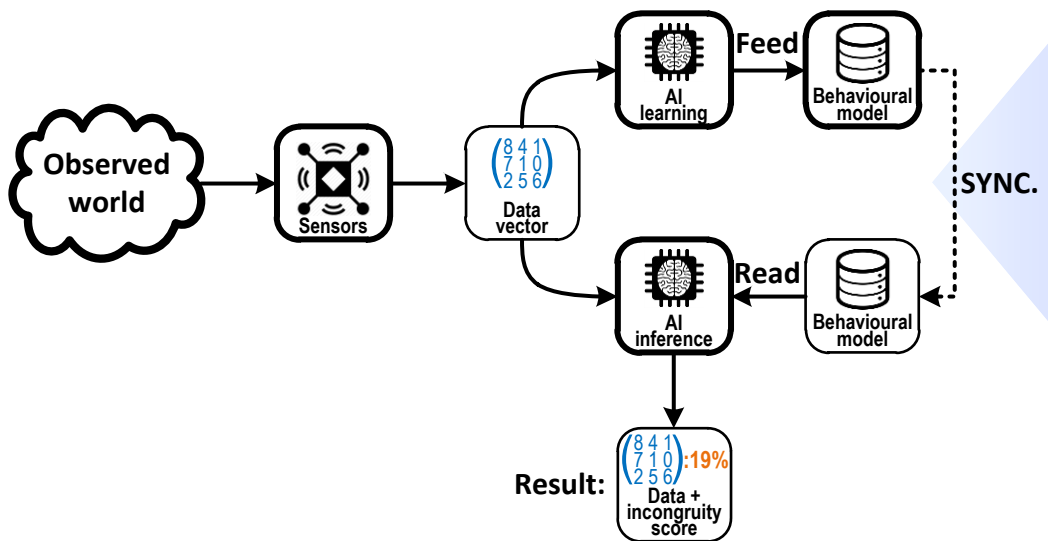 Observed
world
Sensors
8 4 1
7 1 0
2 5 6
Data
vector
AI
learning
Feed
Behavioural
model
SYNC.
AI
inference
Read
Behavioural
model
Result:
8 4 1
7 1 0 :19%
2 5 6
Data +
incongruity
score